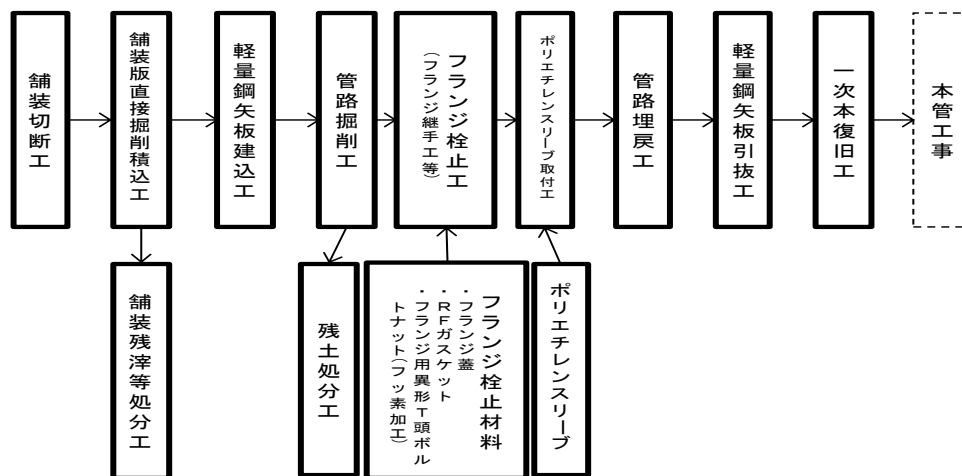 舗装切断工
舗装版直接掘削積込工
軽量鋼矢板建込工
管路掘削工
フランジ栓止工
(フランジ継手工等)
ポリエチレンスリーブ取付工
管路埋戻工
軽量鋼矢板引抜工
一次本復旧工
本管工事
舗装残滓等処分工
残土処分工
フランジ栓止材料
・フランジ蓋
・RFガスケット
・フランジ用異形T頭ボル
トナット(フッ素加工)
ポリエチレンスリーブ